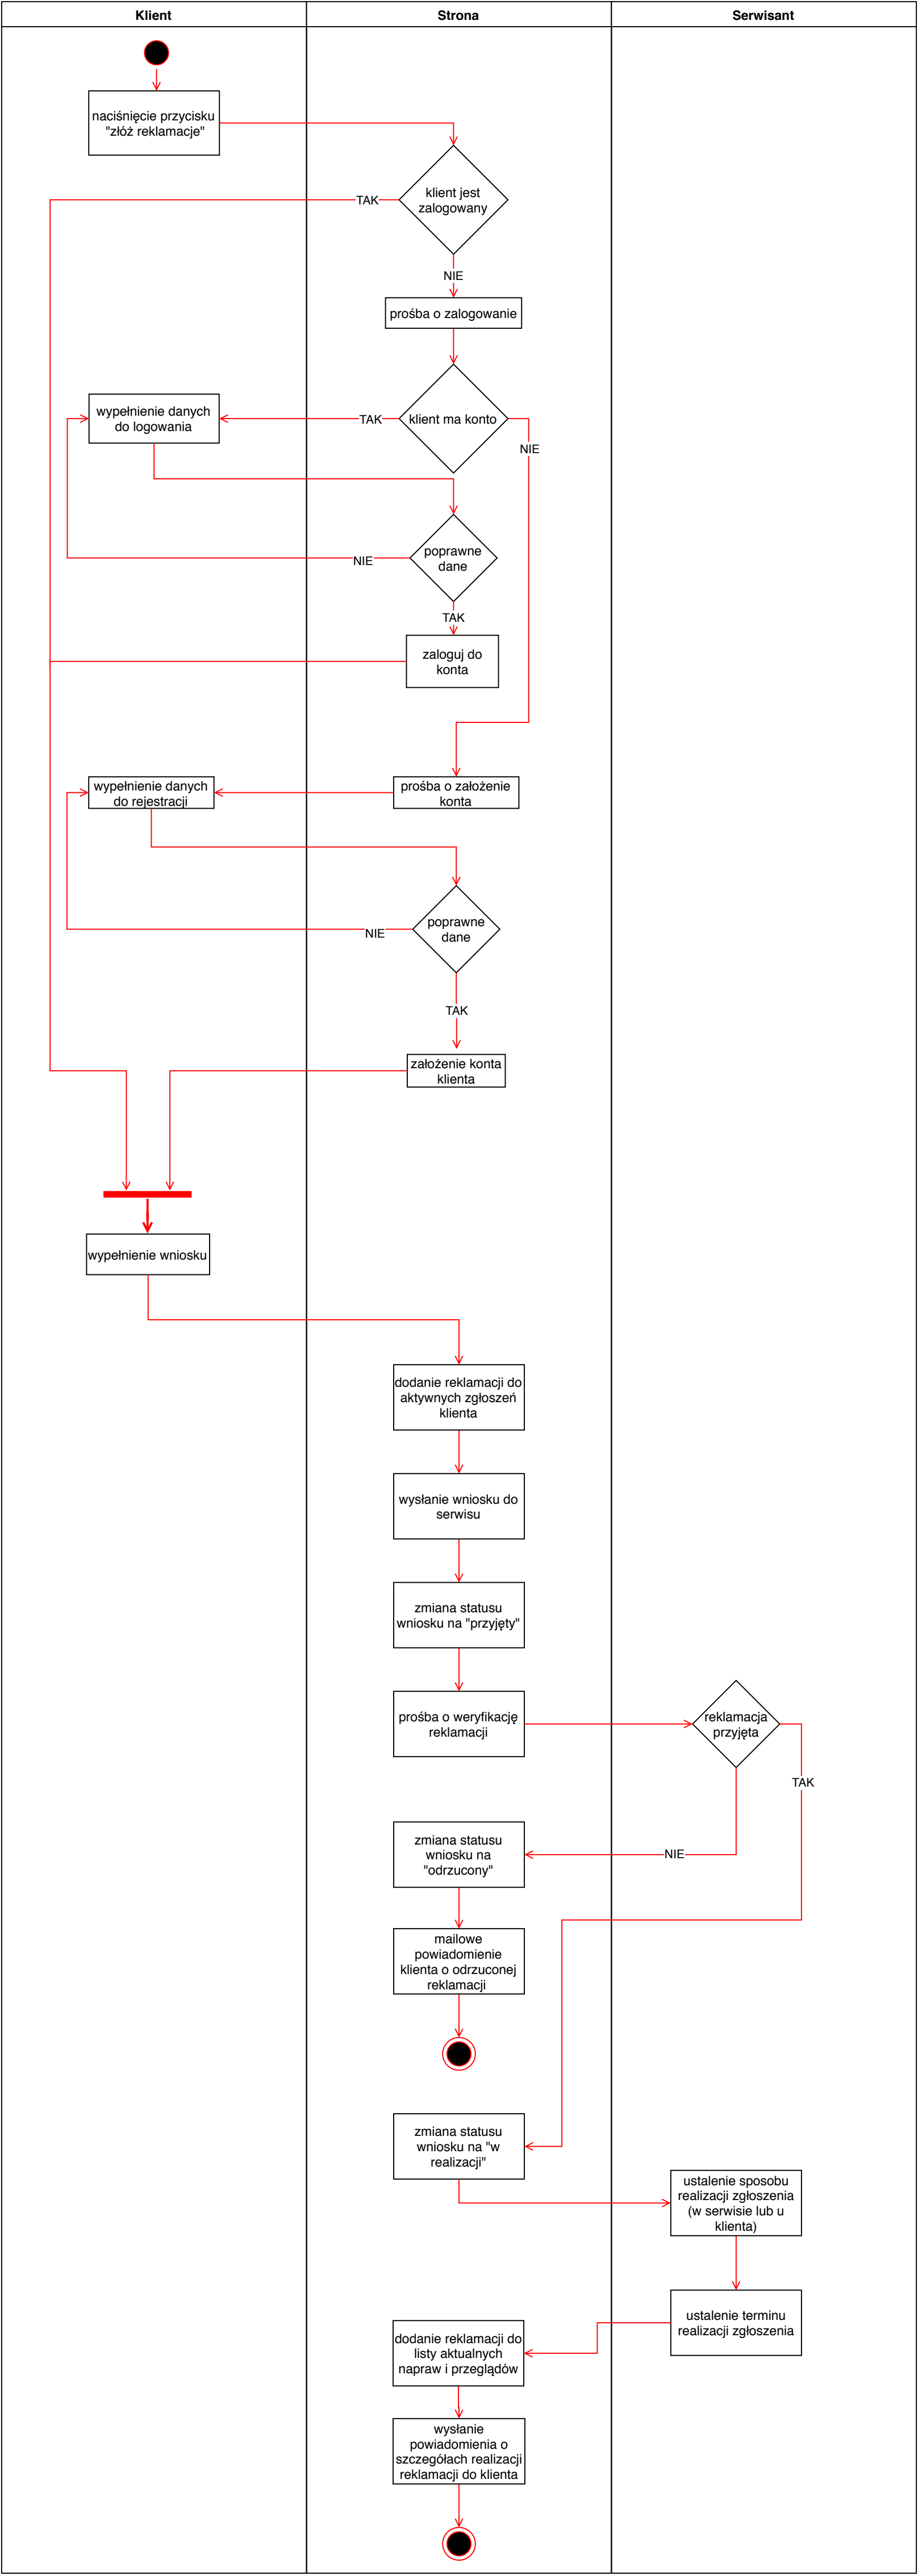 Klient
Strona
Serwisant
naciśnięcie przycisku
"złóż reklamacje"
klient jest
zalogowany
TAK
NIE
prośba o zalogowanie
wypełnienie danych
do logowania
TAK
klient ma konto
NIE
poprawne
dane
NIE
TAK
zaloguj do
konta
wypełnienie danych
do rejestracji
prośba o założenie
konta
poprawne
dane
NIE
TAK
założenie konta
klienta
wypełnienie wniosku
dodanie reklamacji do
aktywnych zgłoszeń
klienta
wysłanie wniosku do
serwisu
zmiana statusu
wniosku na "przyjęty"
prośba o weryfikację
reklamacji
reklamacja
przyjęta
TAK
zmiana statusu
wniosku na
"odrzucony"
NIE
mailowe
powiadomienie
klienta o odrzuconej
reklamacji
zmiana statusu
wniosku na "w
realizacji"
ustalenie sposobu
realizacji zgłoszenia
(w serwisie lub u
klienta)
ustalenie terminu
realizacji zgłoszenia
dodanie reklamacji do
listy aktualnych
napraw i przeglądów
wysłanie
powiadomienia o
szczegółach realizacji
reklamacji do klienta